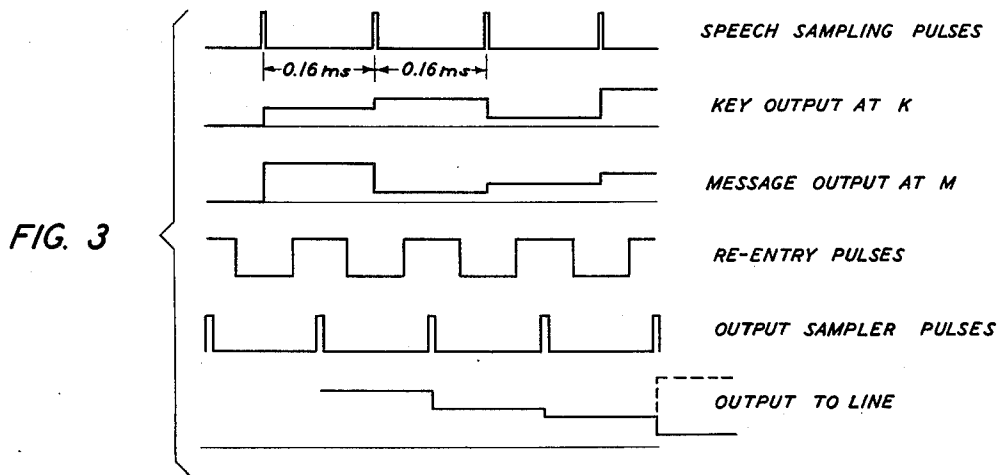 SPEECH SAMPLING PULSES
0.16 ms 0.16 ms
KEY OUTPUT AT K
MESSAGE OUTPUT AT M
FIG. 3
RE-ENTRY PULSES
OUTPUT SAMPLER PULSES
OUTPUT TO LINE